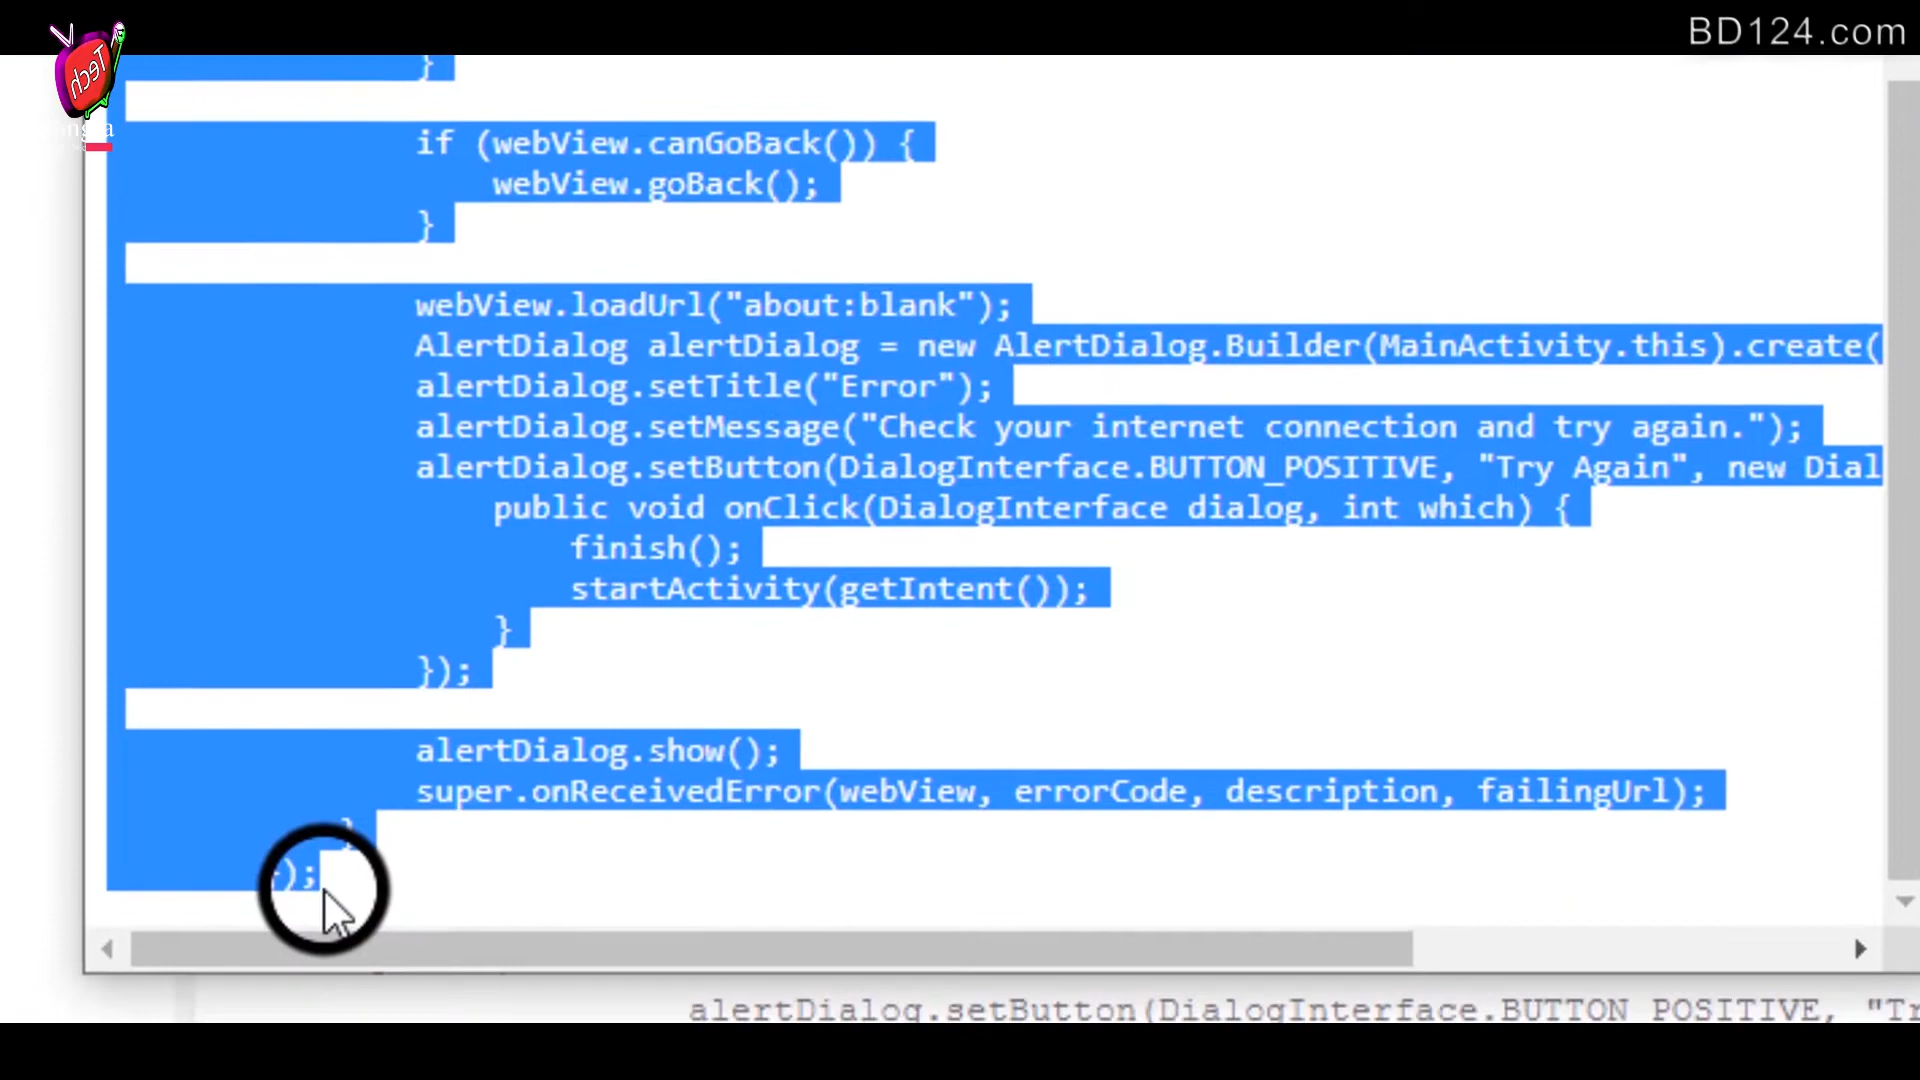 BD124.com
Tech
}
if (webView.canGoBack()) {
webView.goBack();
}
webView.loadUrl("about:blank");
AlertDialog alertDialog = new AlertDialog.Builder(MainActivity.this).create(
alertDialog.setTitle("Error");
alertDialog.setMessage("Check your internet connection and try again.");
alertDialog.setButton(DialogInterface.BUTTON_POSITIVE, "Try Again", new Dial
public void onClick(DialogInterface dialog, int which) {
finish();
startActivity(getIntent());
}
});
alertDialog.show();
super.onReceivedError(webView, errorCode, description, failingUrl);
}
});
alertDialog.setButton(DialogInterface.BUTTON_POSITIVE, "Tr